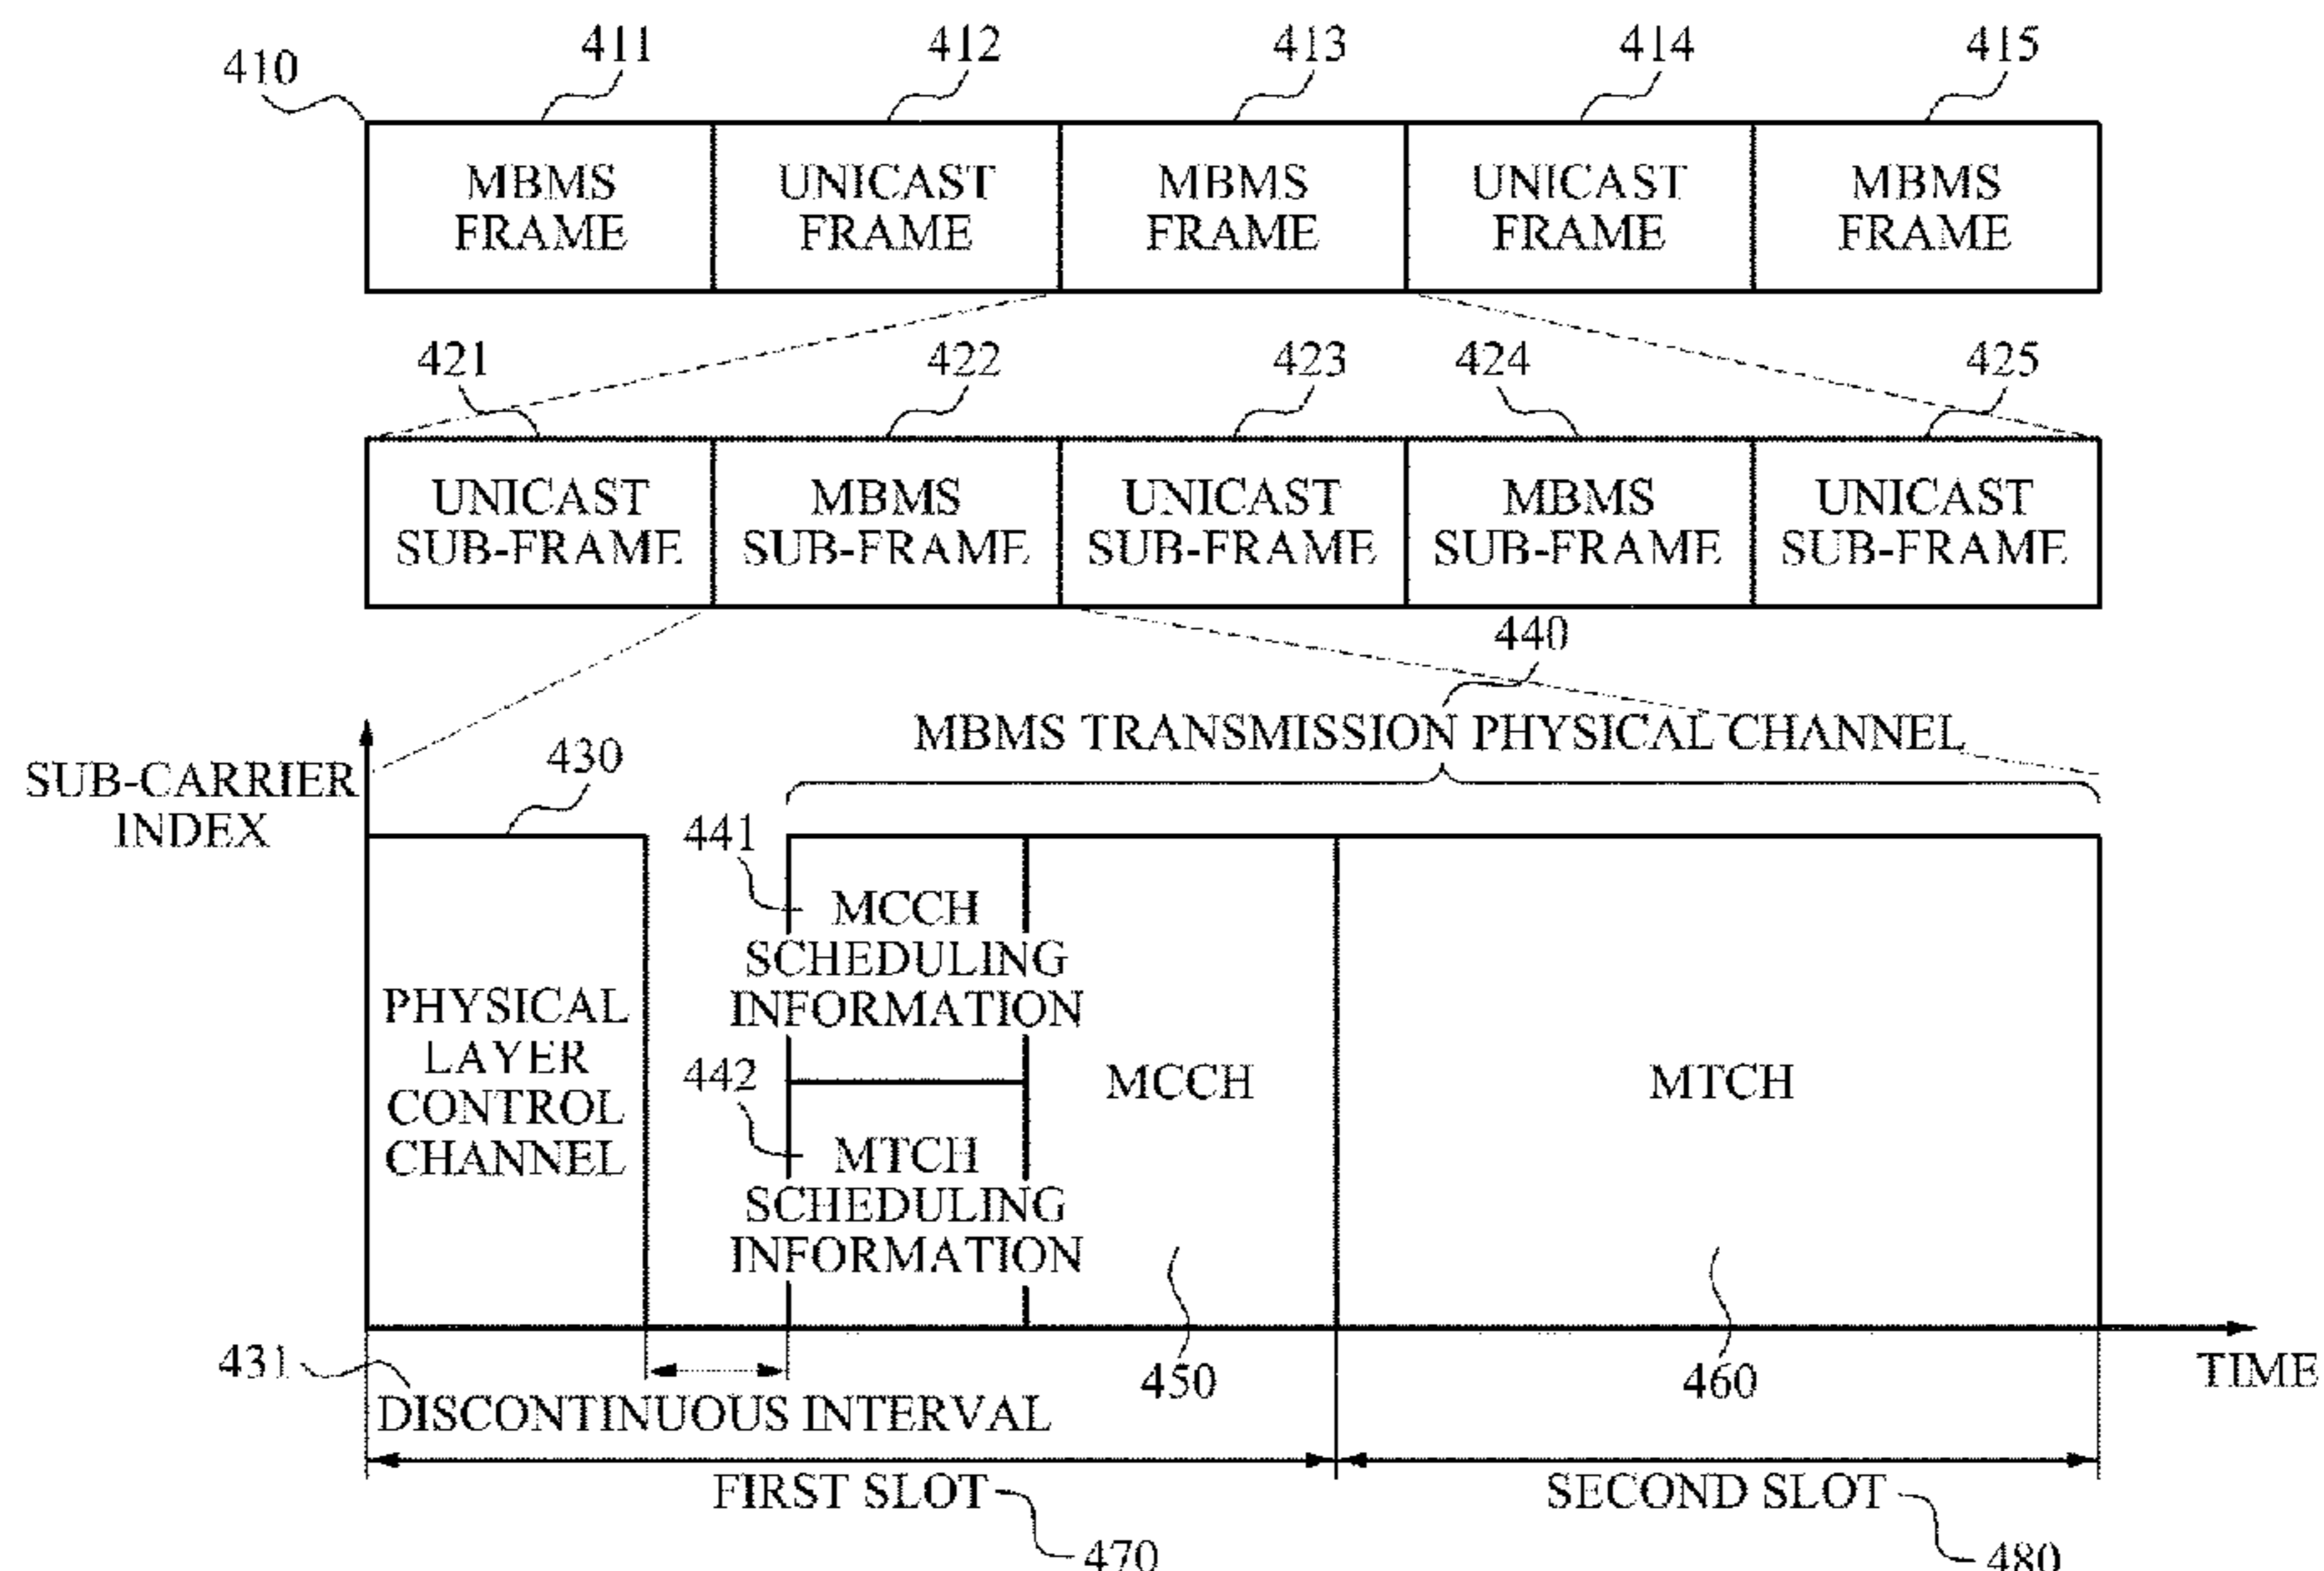 410
411
412
413
414
415
MBMS
FRAME
UNICAST
FRAME
MBMS
FRAME
UNICAST
FRAME
MBMS
FRAME
421
422
423
424
425
UNICAST
SUB-FRAME
MBMS
SUB-FRAME
UNICAST
SUB-FRAME
MBMS
SUB-FRAME
UNICAST
SUB-FRAME
440
MBMS TRANSMISSION PHYSICAL CHANNEL
SUB-CARRIER
INDEX
430
441
442
PHYSICAL
LAYER
CONTROL
CHANNEL
MCCH
SCHEDULING
INFORMATION
MTCH
SCHEDULING
INFORMATION
MCCH
MTCH
450
460
TIME
431
DISCONTINUOUS INTERVAL
FIRST SLOT
470
SECOND SLOT
480